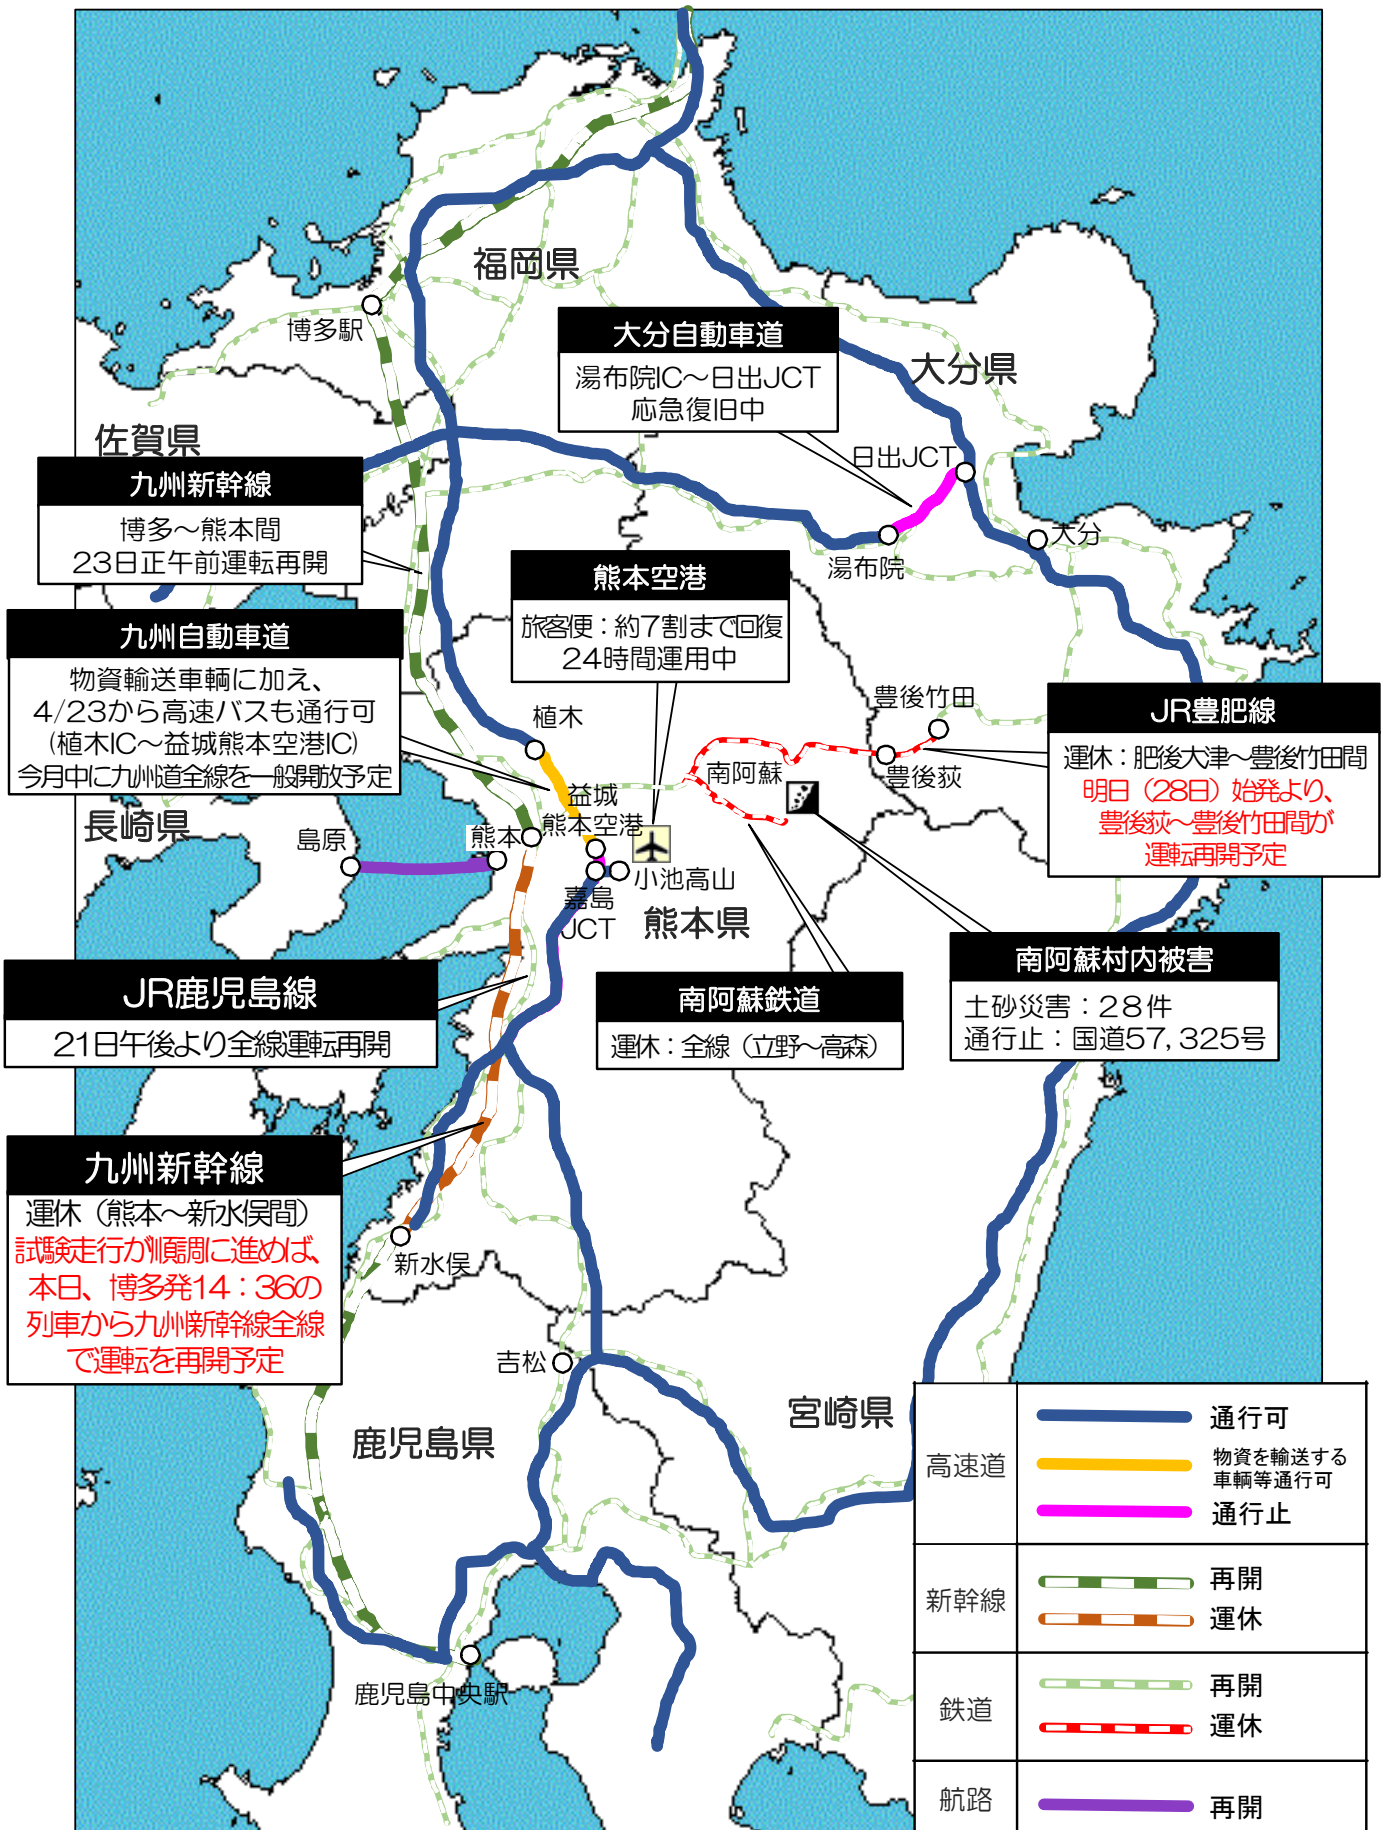 福岡県
博多駅
大分自動車道
湯布院IC～日出JCT
応急復旧中
大分県
佐賀県
日出JCT
九州新幹線
博多～熊本間
23日正午前運転再開
大分
湯布院
熊本空港
旅客便：約7割まで回復
24時間運用中
九州自動車道
物資輸送車輌に加え、
4/23から高速バスも通行可
(植木IC～益城熊本空港IC)
今月中に九州道全線を一般開放予定
植木
豊後竹田
豊後荻
JR豊肥線
運休：肥後大津～豊後竹田間
明日（28日）始発より、
豊後荻～豊後竹田間が
運転再開予定
南阿蘇
益城
熊本空港
長崎県
島原
熊本
小池高山
嘉島
JCT
熊本県
JR鹿児島線
21日午後より全線運転再開
南阿蘇鉄道
運休：全線（立野～高森）
南阿蘇村内被害
土砂災害：28件
通行止：国道57,325号
九州新幹線
運休（熊本～新水俣間）
試験走行が順調に進めば、
本日、博多発14：36の
列車から九州新幹線全線
で運転を再開予定
新水俣
吉松
宮崎県
鹿児島県
鹿児島中央駅
高速道
通行可
物資を輸送する
車輌等通行可
通行止
新幹線
再開
運休
鉄道
再開
運休
航路
再開